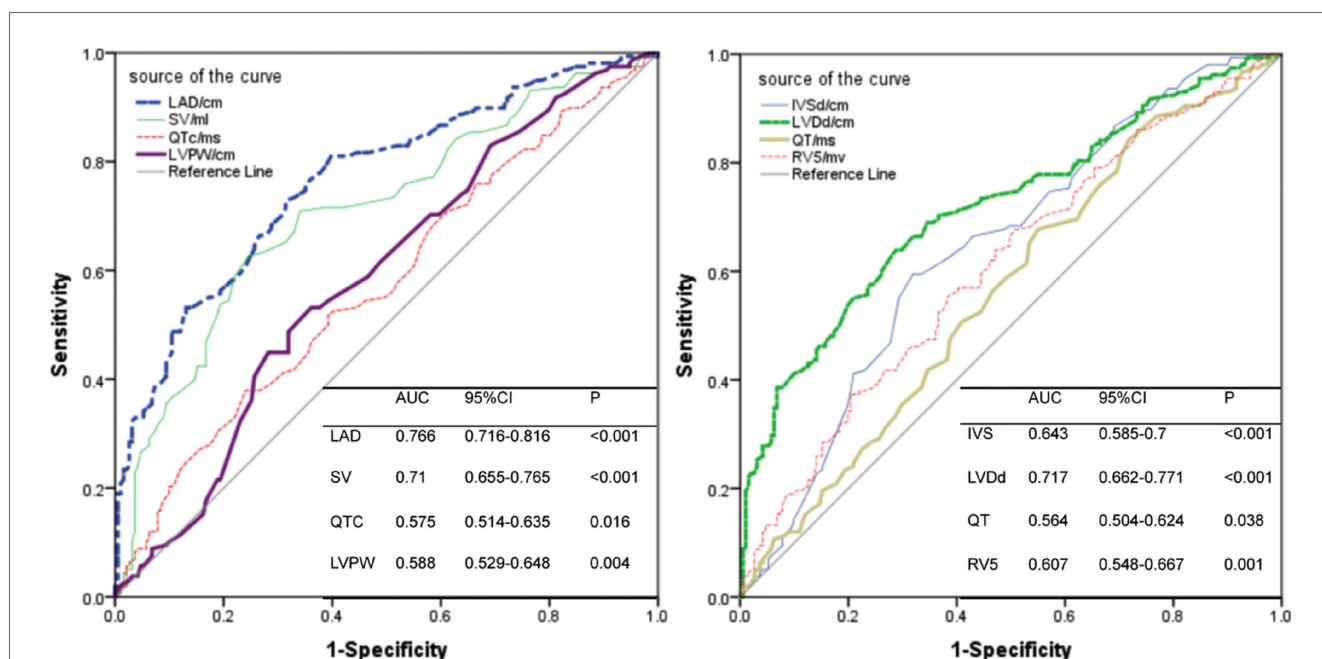 1.0
0.8
0.6
0.4
0.2
0.0
Sensitivity
source of the curve
LAD/cm
SV/ml
QTc/ms
LVPW/cm
Reference Line
AUC 95%CI P
LAD 0.766 0.716-0.816 <0.001
SV 0.71 0.655-0.765 <0.001
QTC 0.575 0.514-0.635 0.016
LVPW 0.588 0.529-0.648 0.004
0.0 0.2 0.4 0.6 0.8 1.0
1-Specificity
1.0
0.8
0.6
0.4
0.2
0.0
Sensitivity
source of the curve
IVSd/cm
LVDd/cm
QT/ms
RV5/mv
Reference Line
AUC 95%CI P
IVS 0.643 0.585-0.7 <0.001
LVDd 0.717 0.662-0.771 <0.001
QT 0.564 0.504-0.624 0.038
RV5 0.607 0.548-0.667 0.001
0.0 0.2 0.4 0.6 0.8 1.0
1-Specificity